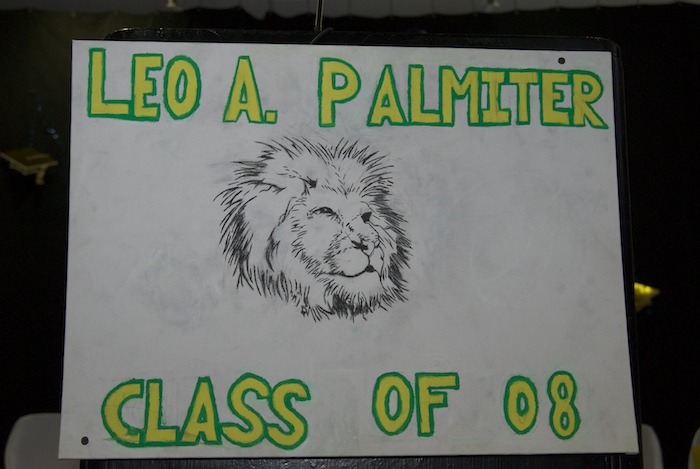 LEO A. PALMITER
CLASS OF 08